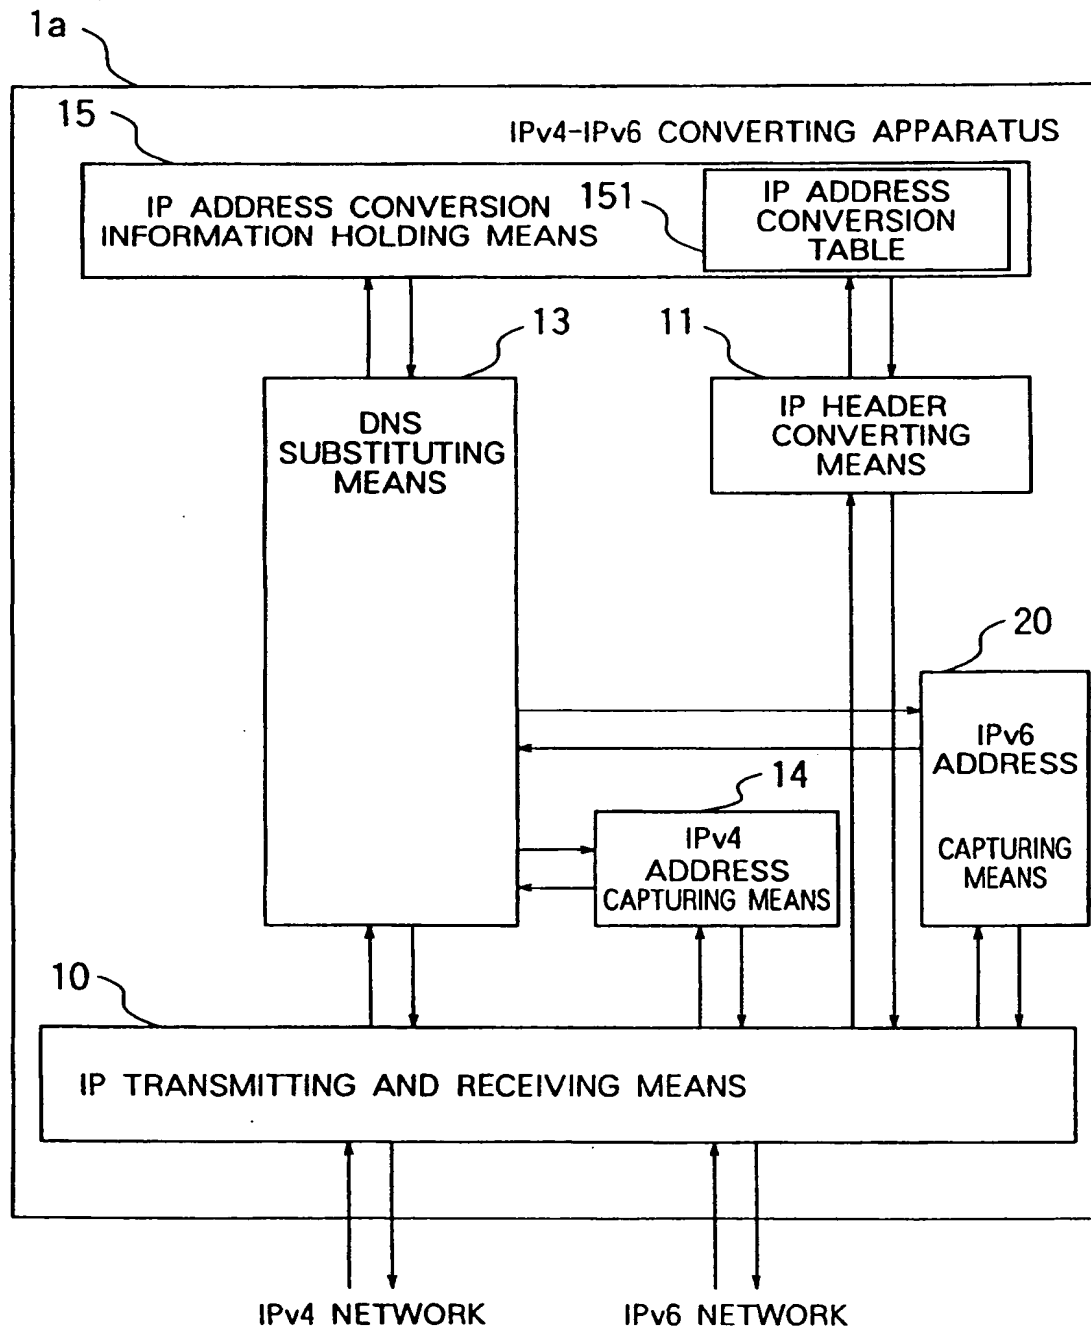 1a
15
IPv4-IPv6 CONVERTING APPARATUS
IP ADDRESS CONVERSION
INFORMATION HOLDING MEANS
151
IP ADDRESS
CONVERSION
TABLE
13
11
DNS
SUBSTITUTING
MEANS
IP HEADER
CONVERTING
MEANS
20
IPv6
ADDRESS
CAPTURING
MEANS
14
IPv4
ADDRESS
CAPTURING MEANS
10
IP TRANSMITTING AND RECEIVING MEANS
IPv4 NETWORK
IPv6 NETWORK